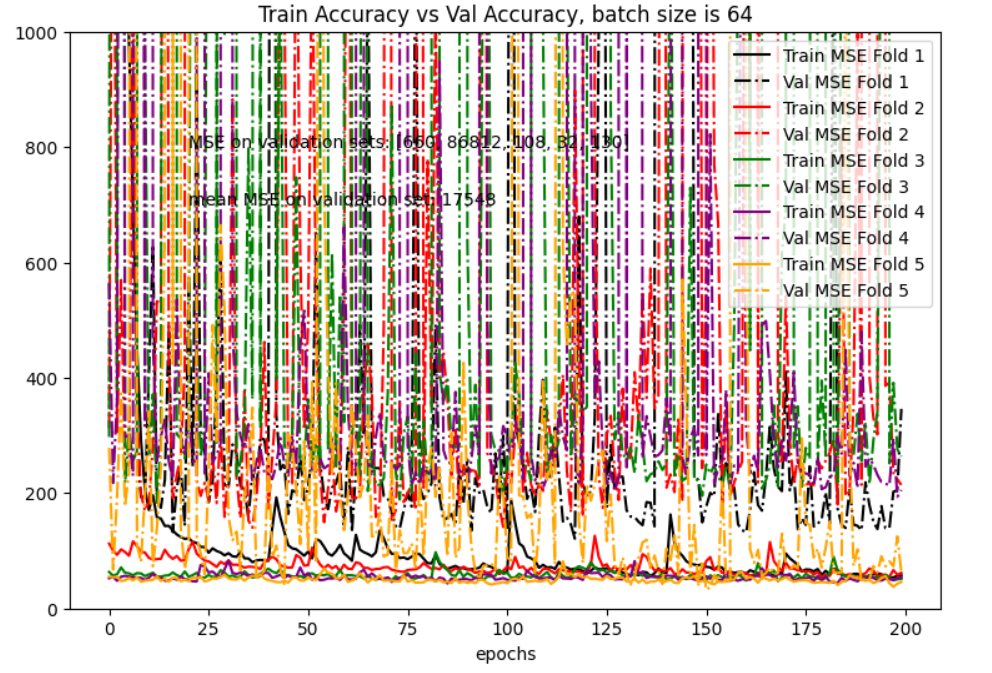 Train Accuracy vs Val Accuracy, batch size is 64
1000
800
600
400
200
0
MSE on validation sets: [660, 86812, 108, 32, 130]
mean MSE on validation set: 17548
Train MSE Fold 1
Val MSE Fold 1
Train MSE Fold 2
Val MSE Fold 2
Train MSE Fold 3
Val MSE Fold 3
Train MSE Fold 4
Val MSE Fold 4
Train MSE Fold 5
Val MSE Fold 5
0 25 50 75 100 125 150 175 200
epochs